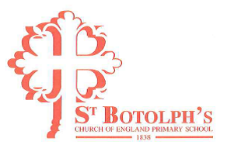 ST BOTOLPH'S
CHURCH OF ENGLAND PRIMARY SCHOOL
1838